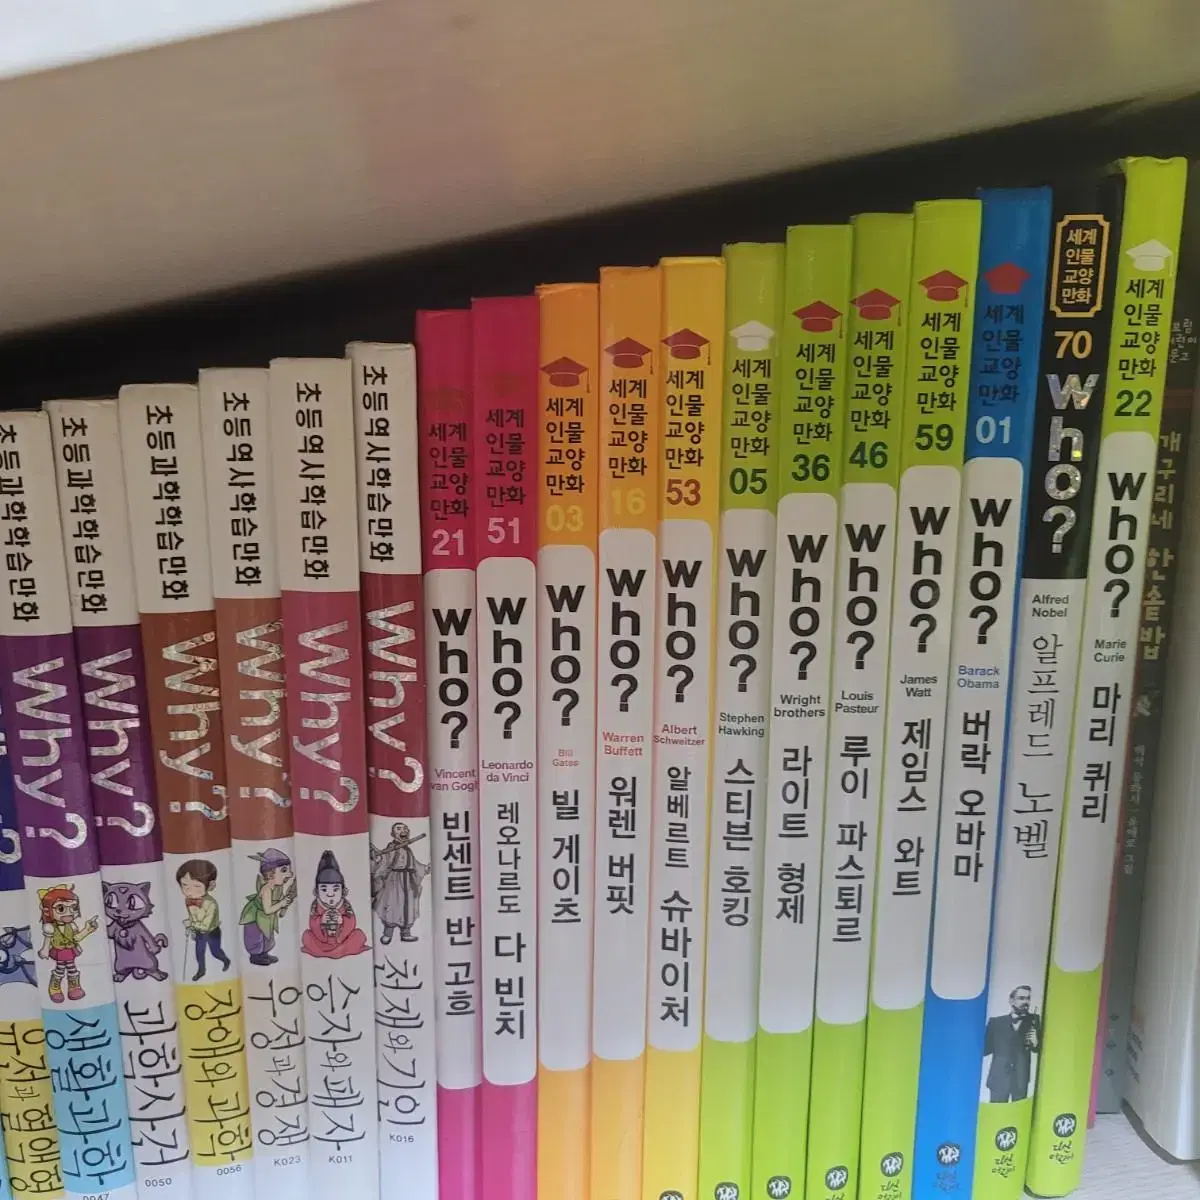 초등과학학습만화
Why?
초등과학학습만화
Why?
생활과학
0047
초등과학학습만화
Why?
과학사건
0050
장애와 과학
0056
초등역사학습만화
Why?
우정과 경쟁
K023
초등역사학습만화
Why?
승자와 패자
K011
초등역사학습만화
Why?
천재와 기인
K016
세계
인물
교양
만화
21
who?
Vincent
van Gogh
빈센트 반 고흐
세계
인물
교양
만화
51
who?
Leonardo
da Vinci
레오나르도 다 빈치
세계
인물
교양
만화
03
who?
Bill
Gates
빌 게이츠
세계
인물
교양
만화
16
who?
Warren
Buffett
워렌 버핏
세계
인물
교양
만화
53
who?
Albert
Schweitzer
알베르트 슈바이처
세계
인물
교양
만화
05
who?
Stephen
Hawking
스티븐 호킹
세계
인물
교양
만화
36
who?
Wright
brothers
라이트 형제
세계
인물
교양
만화
46
who?
Louis
Pasteur
루이 파스퇴르
세계
인물
교양
만화
59
who?
James
Watt
제임스 와트
세계
인물
교양
만화
01
who?
Barack
Obama
버락 오바마
다산
어린이
세계
인물
교양
만화
70
who?
Alfred
Nobel
알프레드 노벨
다산
어린이
세계
인물
교양
만화
22
who?
Marie
Curie
마리 퀴리
다산
어린이
개구리네 한솥밥